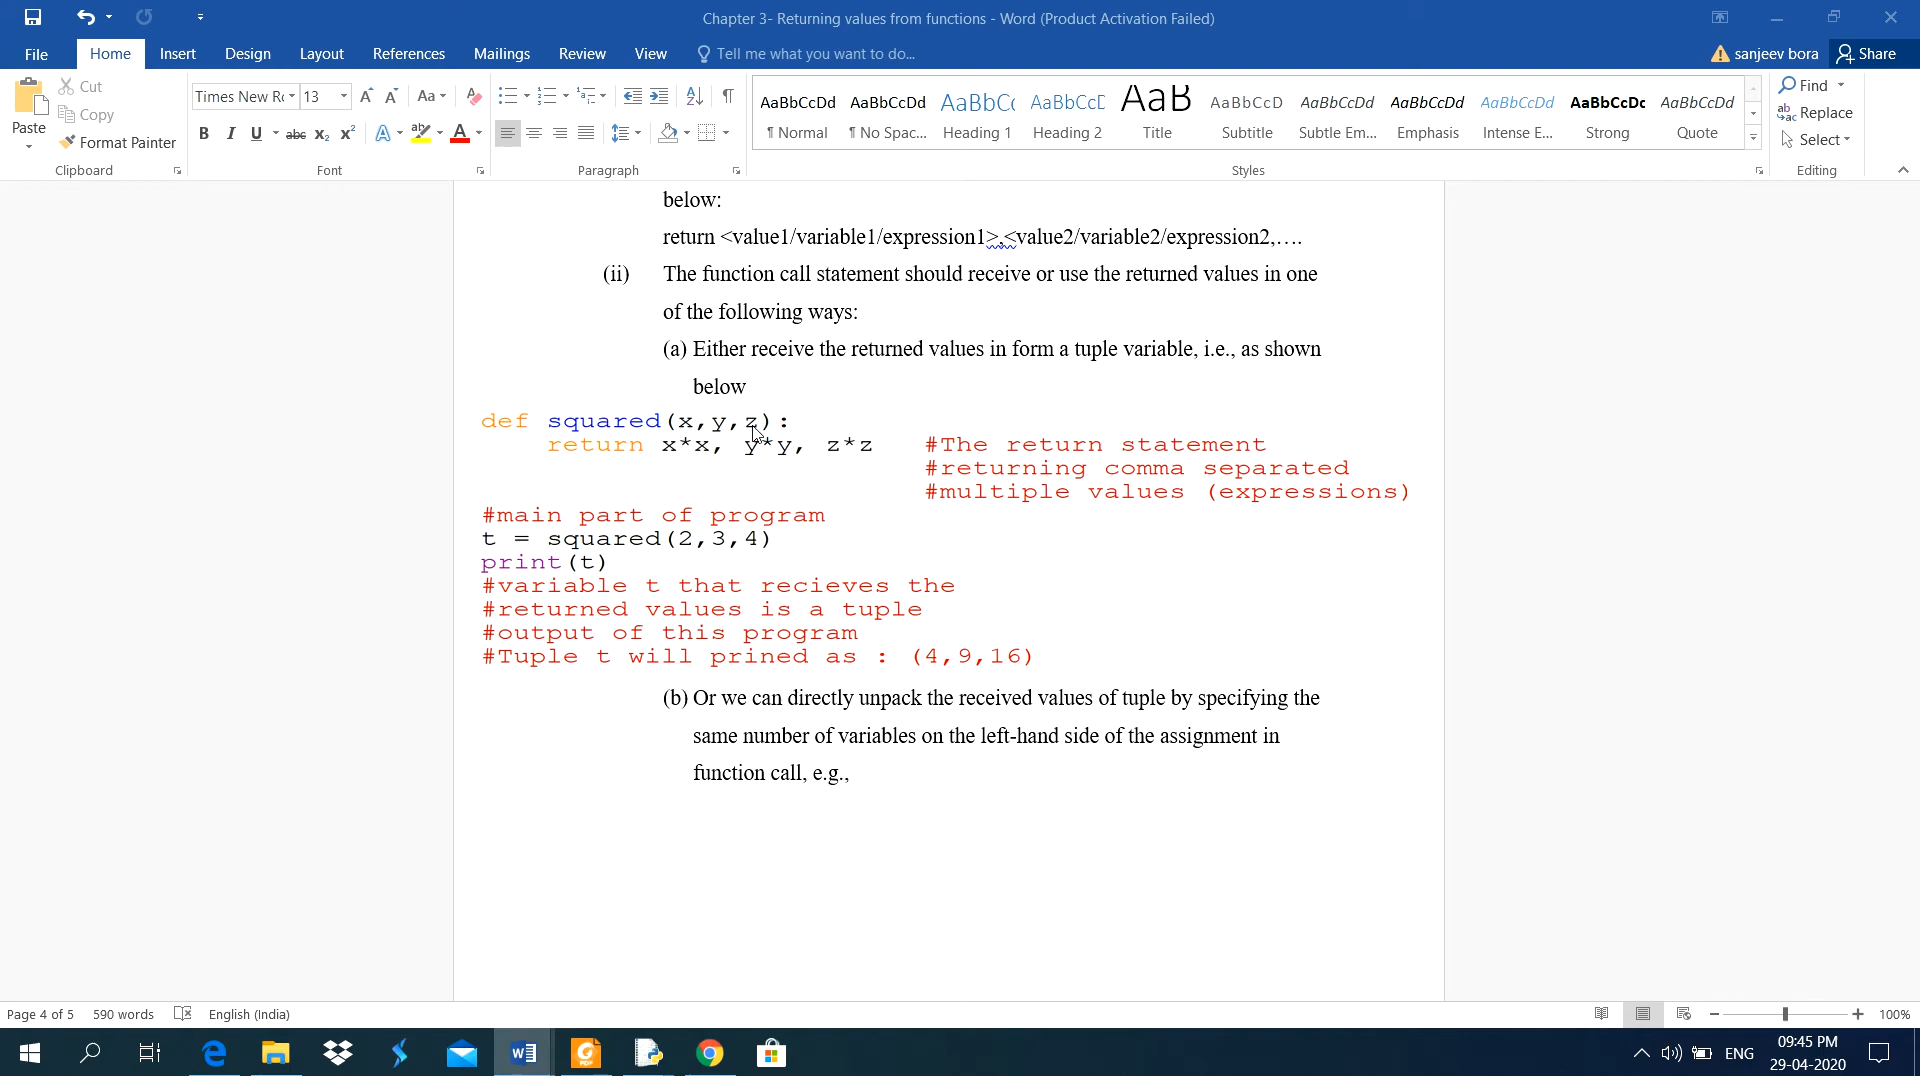 Chapter 3- Returning values from functions - Word (Product Activation Failed)
File Home Insert Design Layout References Mailings Review View Tell me what you want to do... sanjeev bora Share
Paste Cut
Copy
Format Painter
Clipboard
Times New Ro 13 Aa
B I U abc x₂ x² A ab A
Font
Paragraph
AaBbCcDd AaBbCcDd AaBbCc AaBbCcD AaB AaBbCcD AaBbCcDd AaBbCcDd AaBbCcDd AaBbCcDc AaBbCcDd
¶ Normal ¶ No Spac... Heading 1 Heading 2 Title Subtitle Subtle Em... Emphasis Intense E... Strong Quote
Styles
Find
Replace
Select
Editing
below:
return <value1/variable1/expression1>,<value2/variable2/expression2,….
(ii) The function call statement should receive or use the returned values in one
of the following ways:
(a) Either receive the returned values in form a tuple variable, i.e., as shown
below
def squared(x,y,z):
return x*x, y*y, z*z #The return statement
#returning comma separated
#multiple values (expressions)
#main part of program
t = squared(2,3,4)
print(t)
#variable t that recieves the
#returned values is a tuple
#output of this program
#Tuple t will prined as : (4,9,16)
(b) Or we can directly unpack the received values of tuple by specifying the
same number of variables on the left-hand side of the assignment in
function call, e.g.,
Page 4 of 5 590 words English (India) 100%
ENG 09:45 PM
29-04-2020